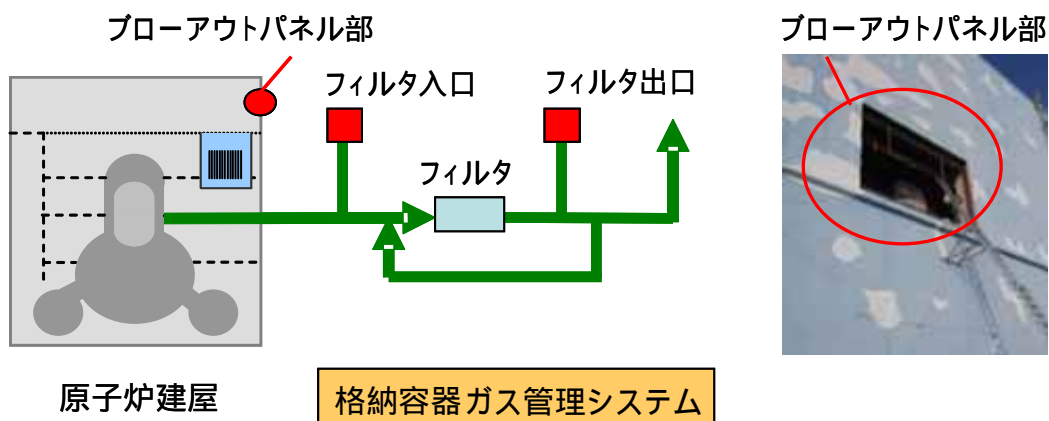 ブローアウトパネル部
ブローアウトパネル部
フィルタ入口
フィルタ出口
フィルタ
原子炉建屋
格納容器ガス管理システム